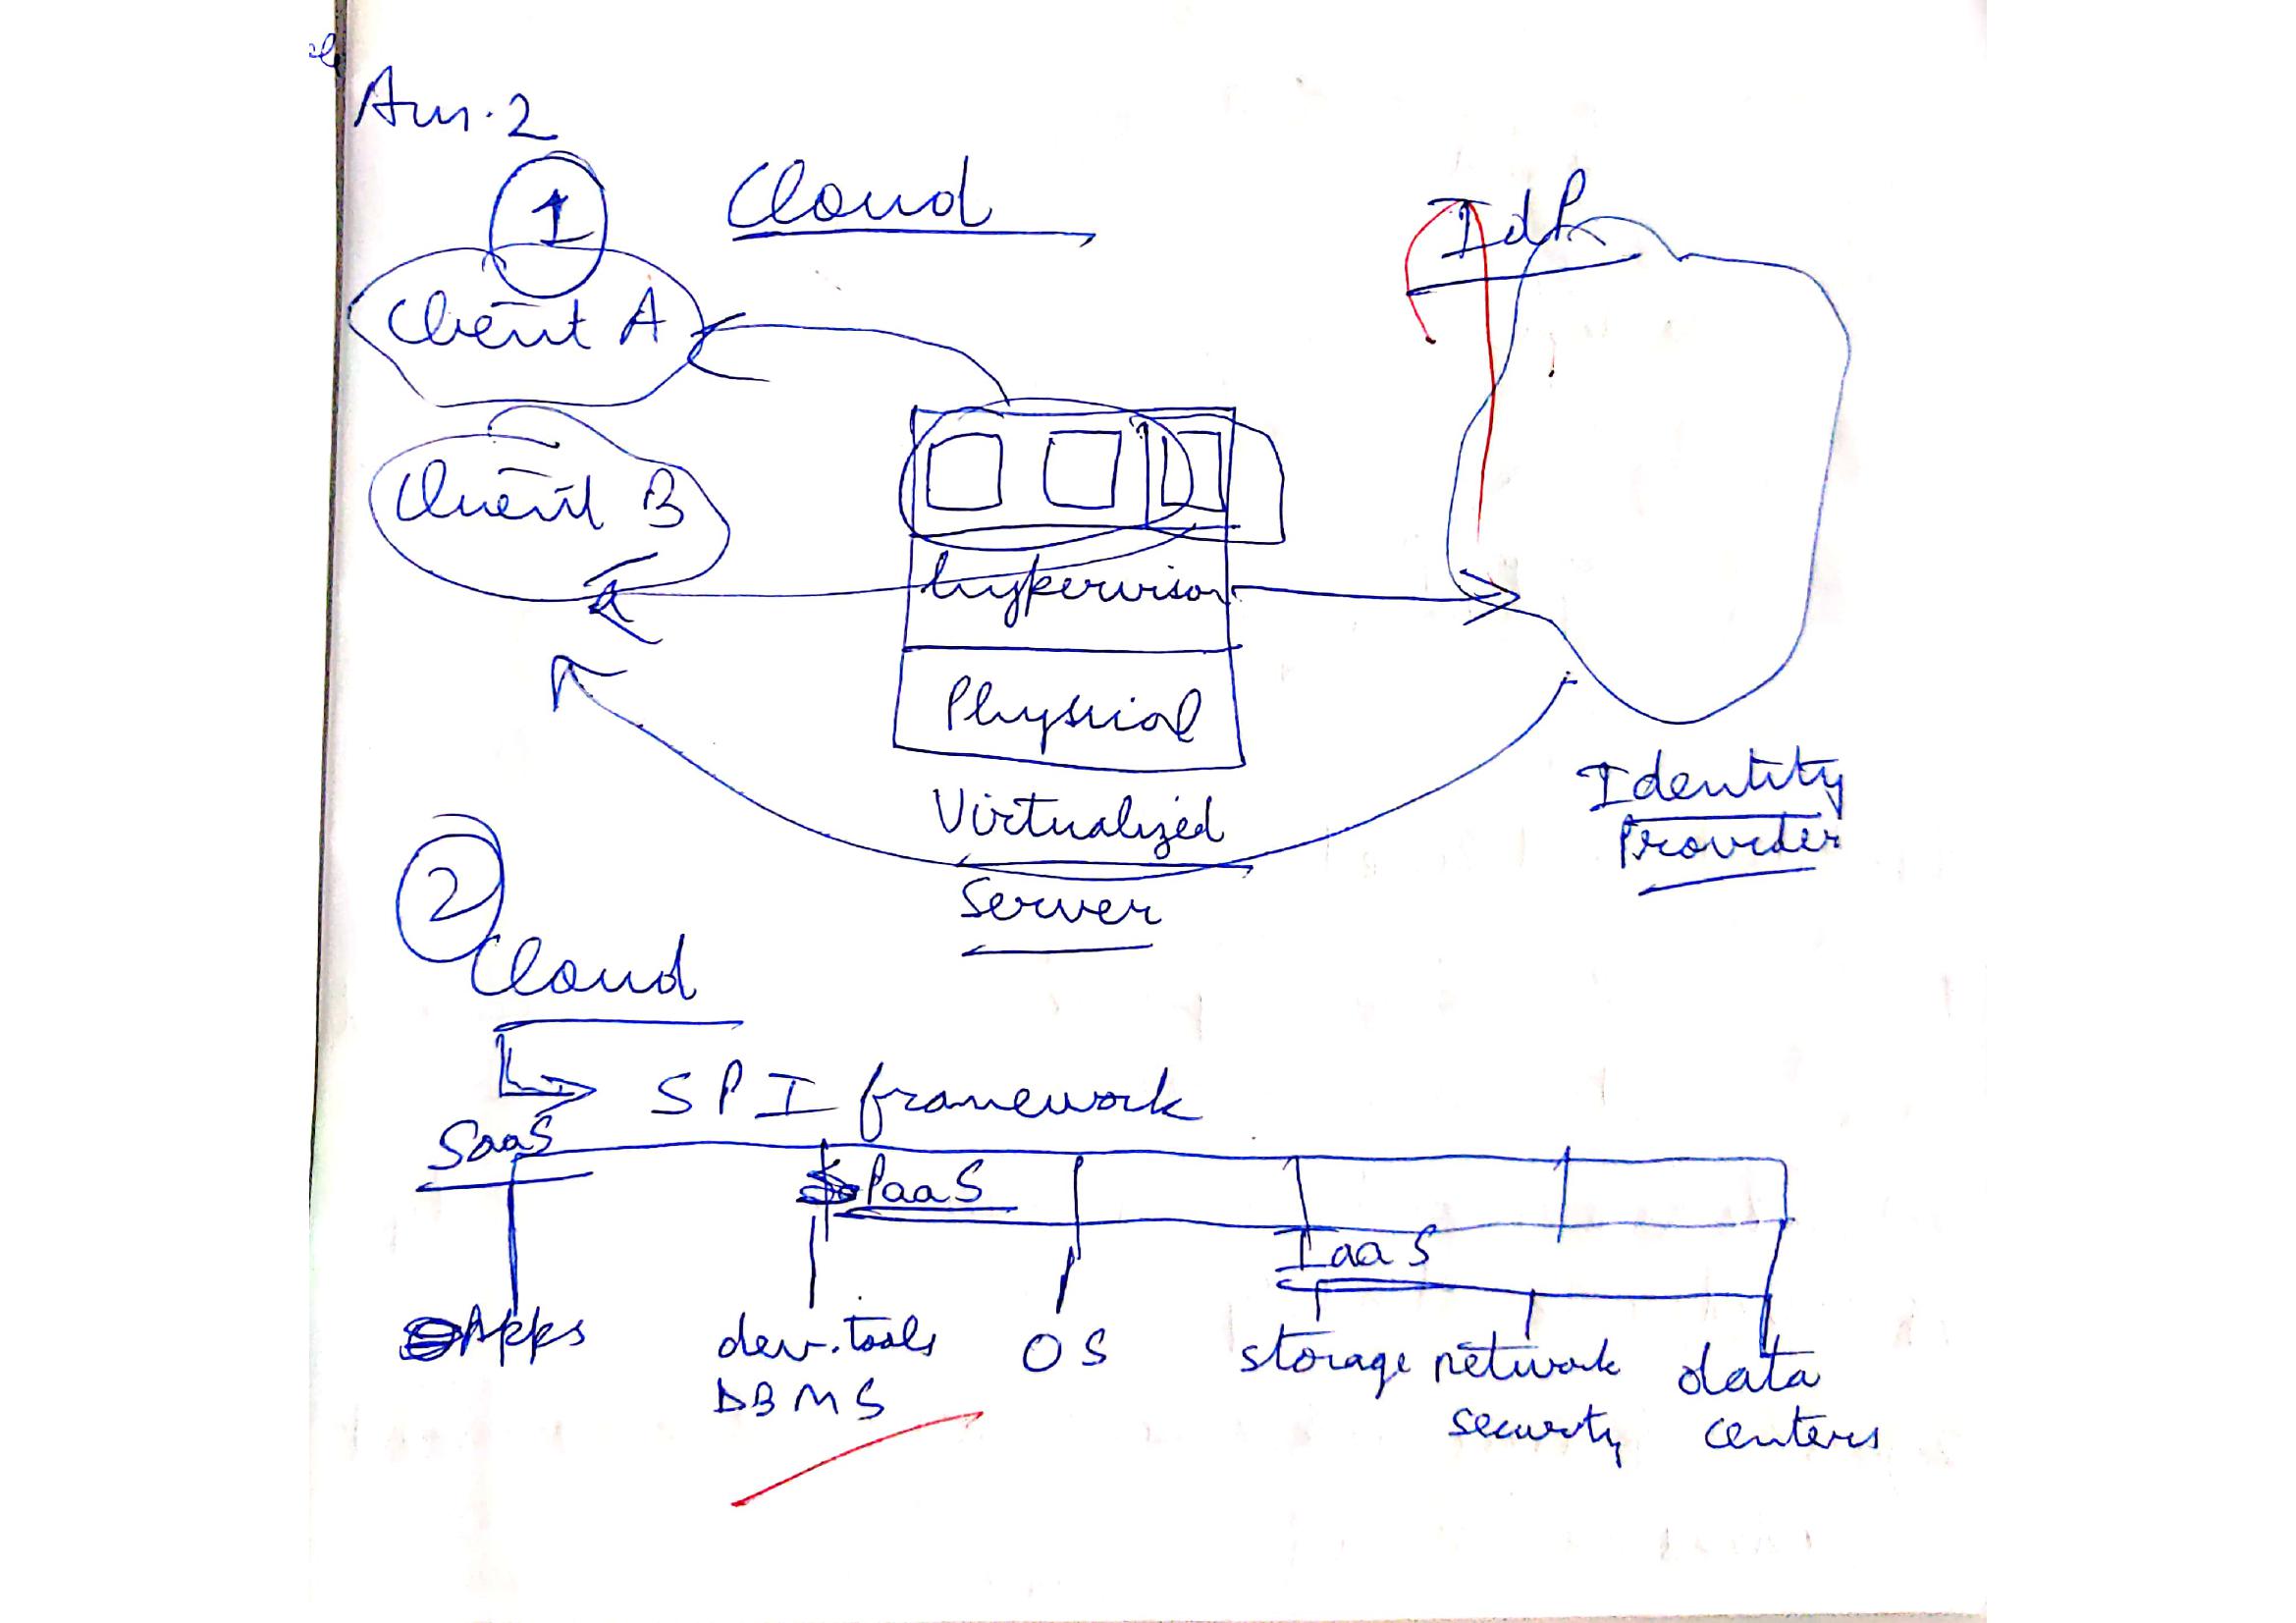 Ans. 2
1
Cloud
IdP
Client A
Client B
hypervisor
Physical
Virtualized
Server
Identity
Provider
2
Cloud
SPI framework
SaaS
PaaS
IaaS
Apps
dev. tools
DBMS
OS
storage
network
security
data
centers